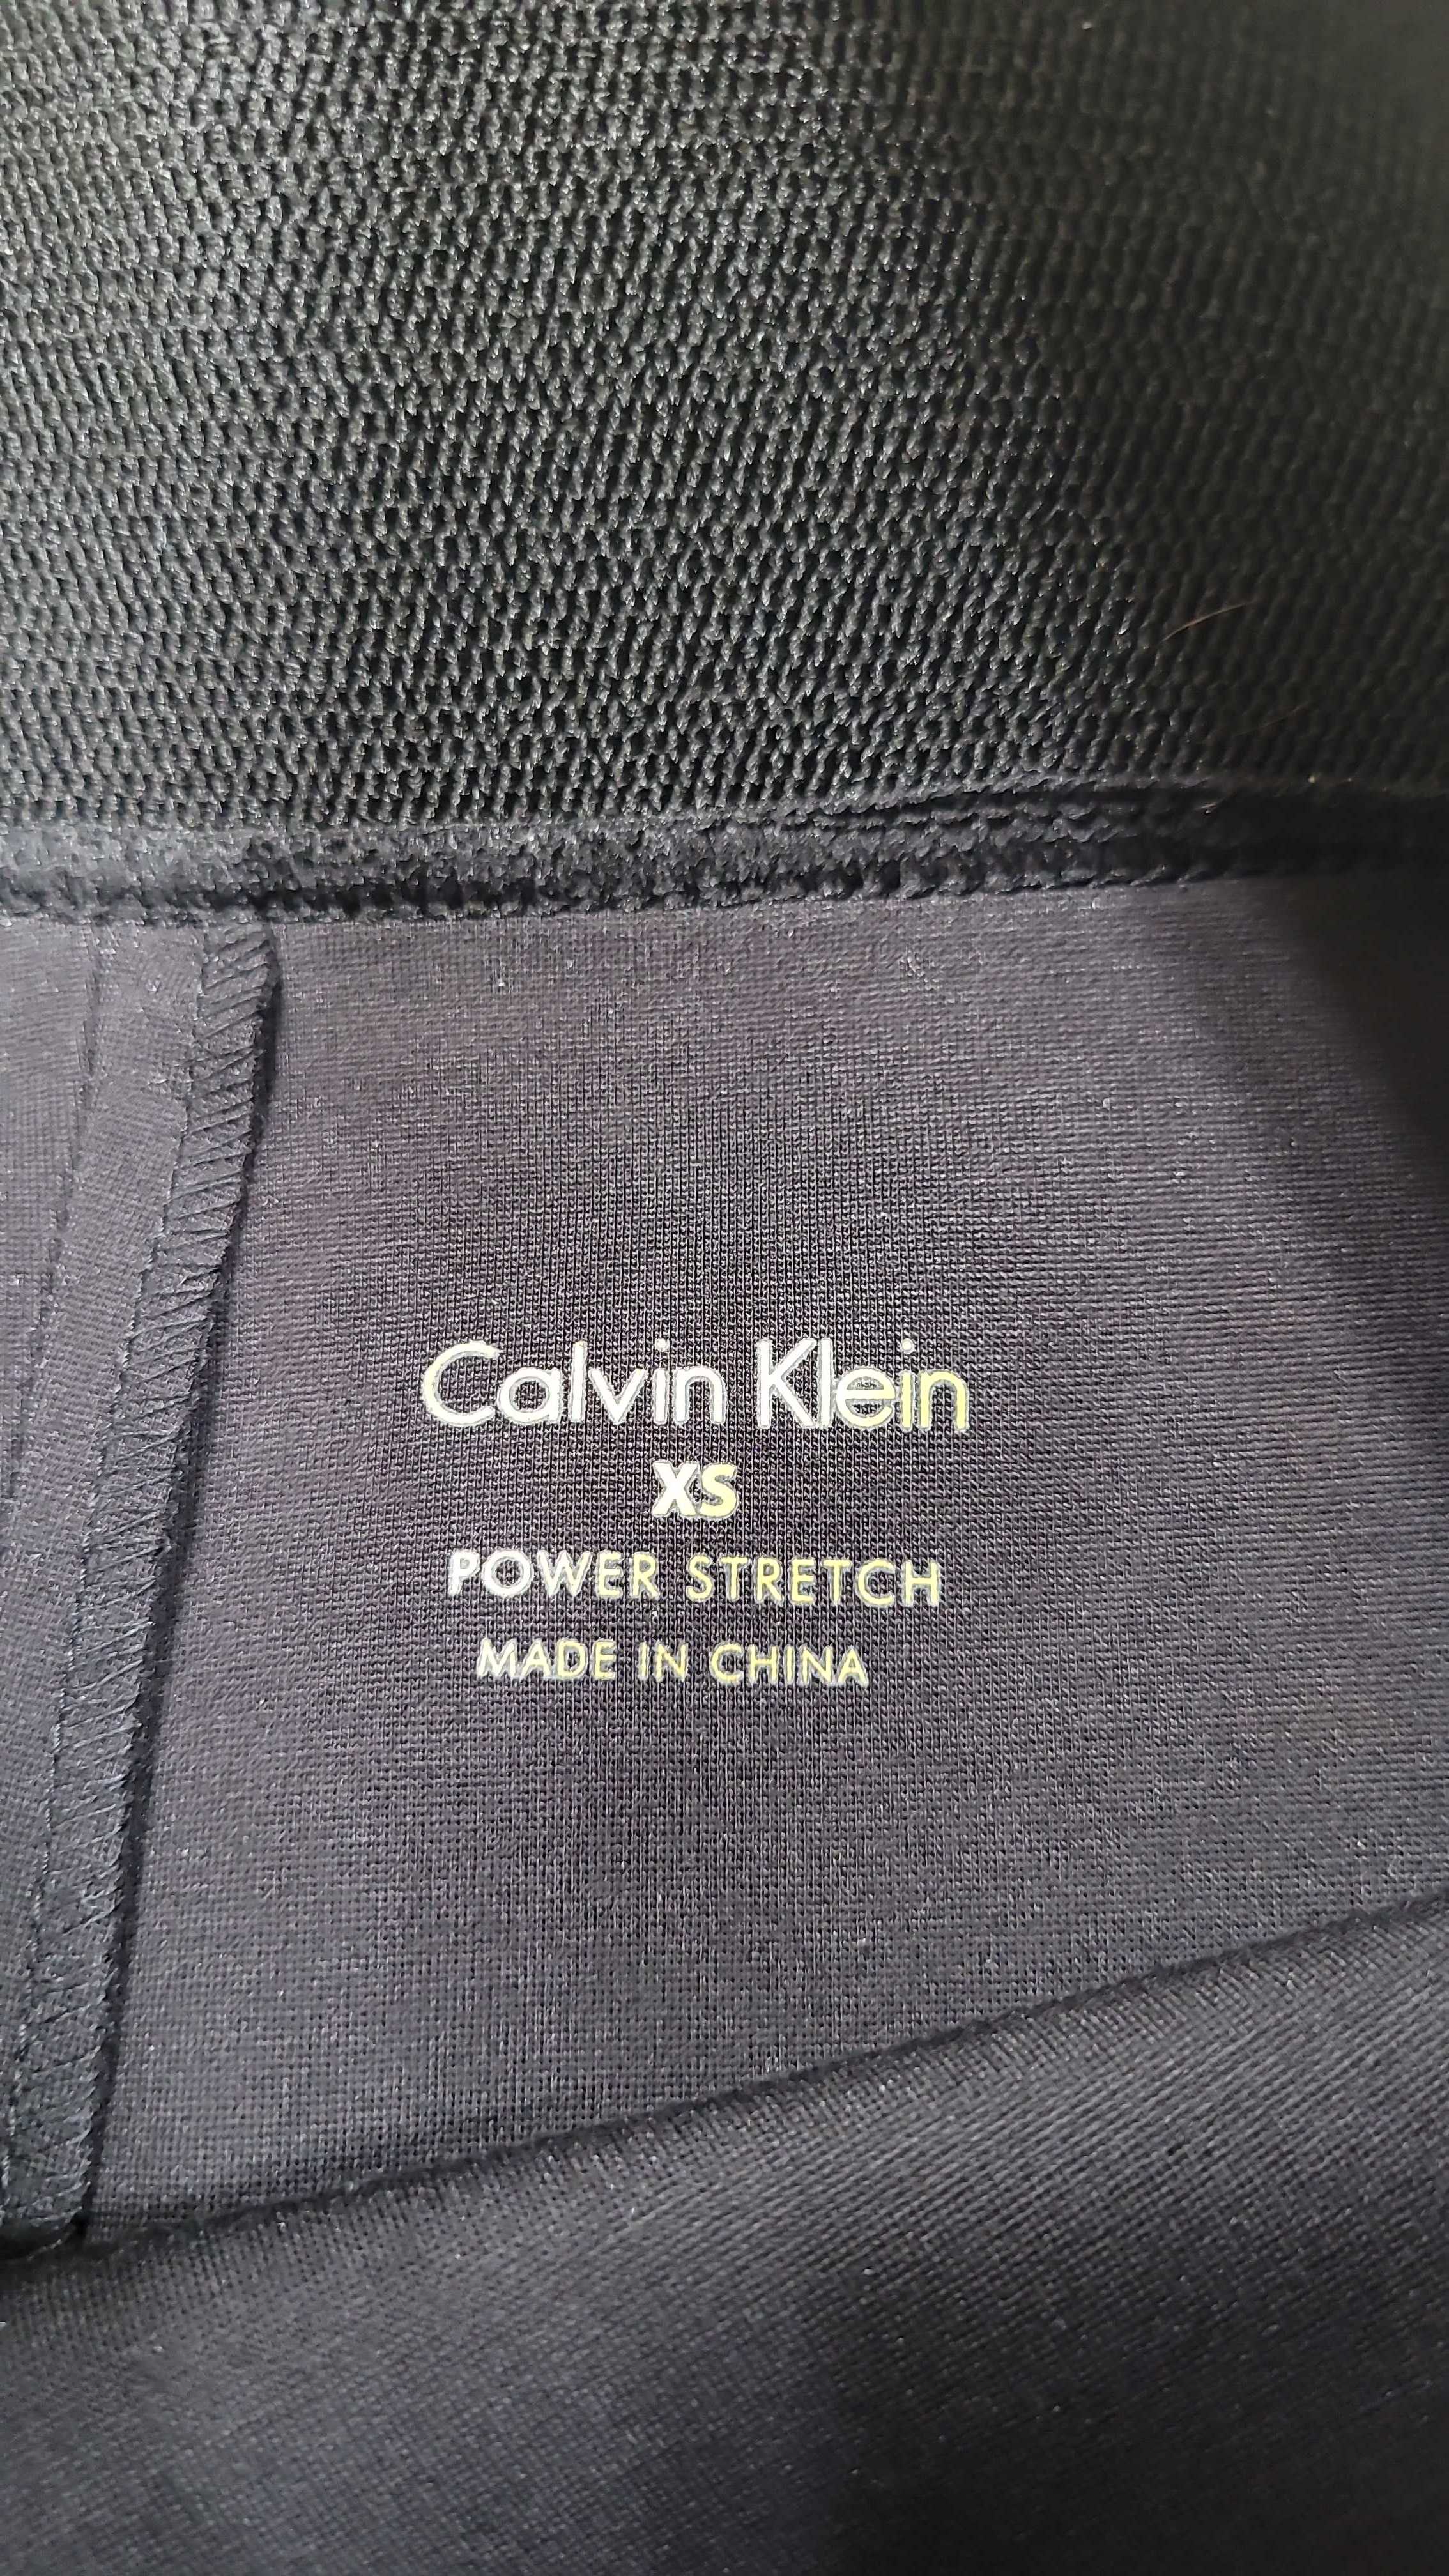 Calvin Klein
XS
POWER STRETCH
MADE IN CHINA